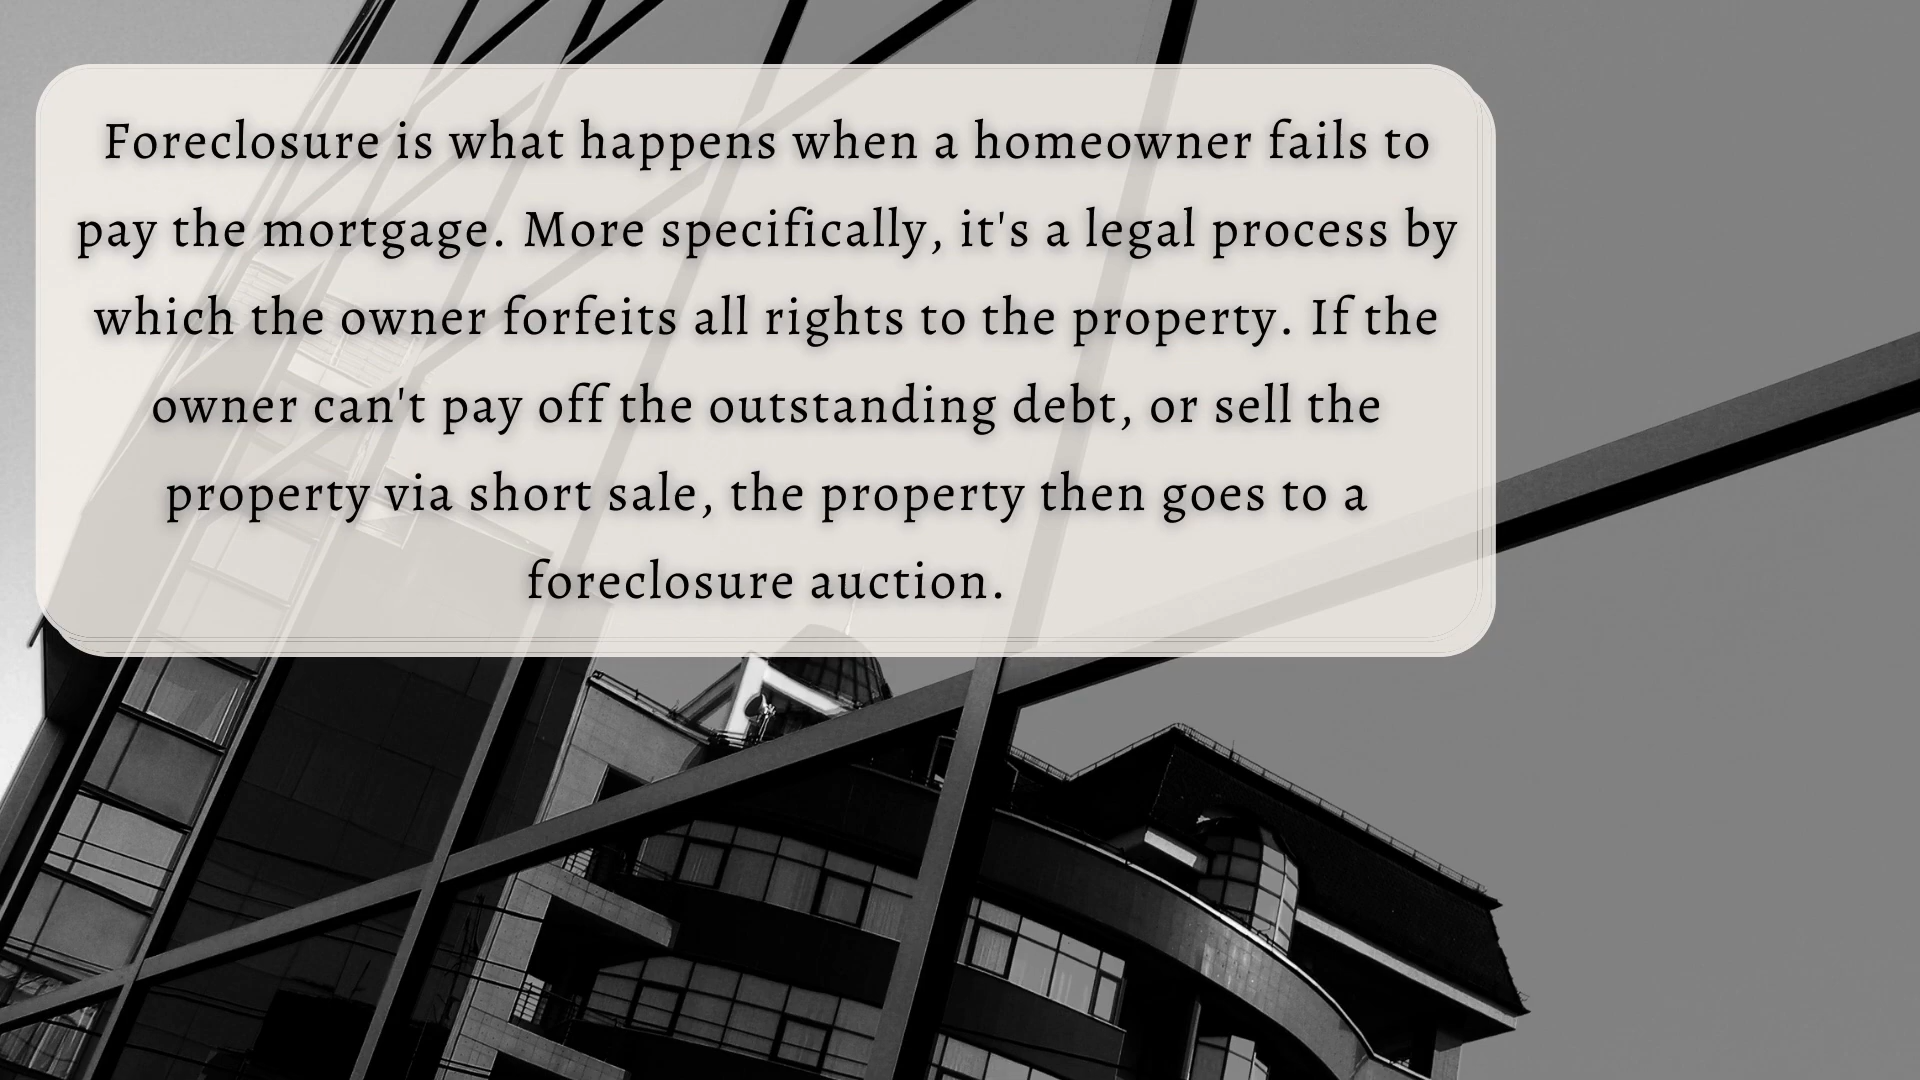 Foreclosure is what happens when a homeowner fails to
pay the mortgage. More specifically, it's a legal process by
which the owner forfeits all rights to the property. If the
owner can't pay off the outstanding debt, or sell the
property via short sale, the property then goes to a
foreclosure auction.